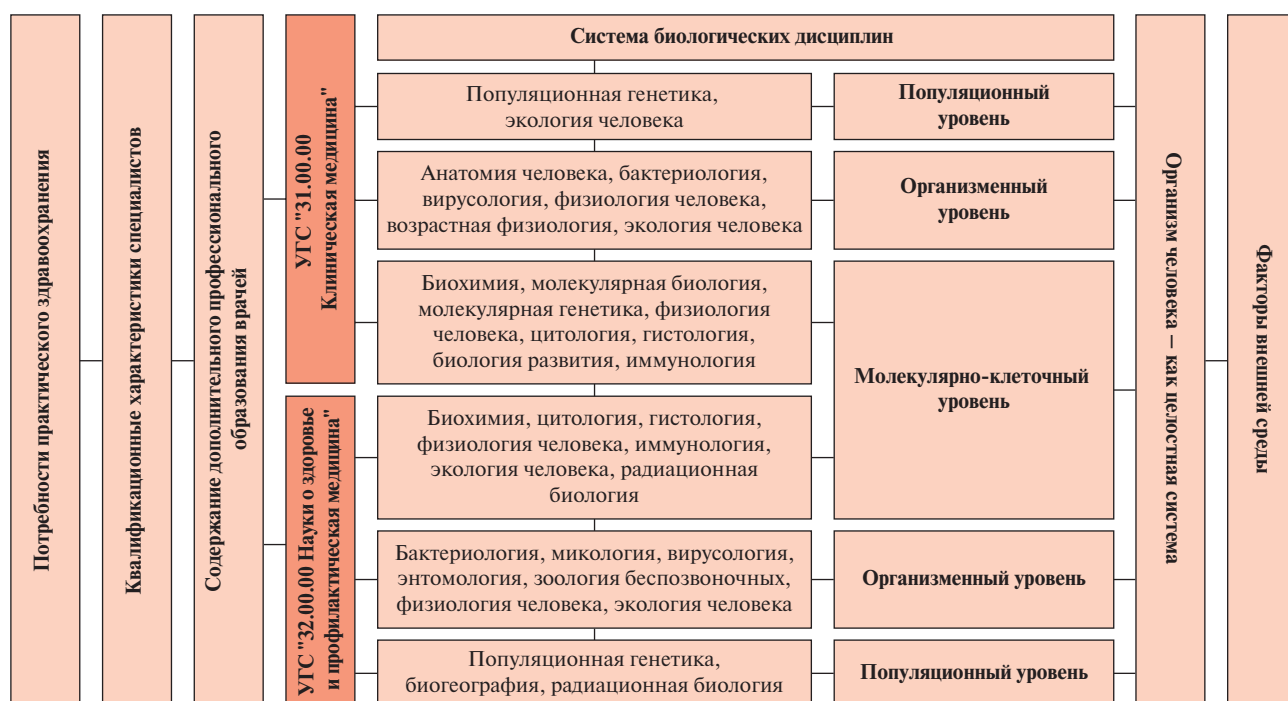 Потребности практического здравоохранения
Квалификационные характеристики специалистов
Содержание дополнительного профессионального
образования врачей
УГС "31.00.00
Клиническая медицина"
УГС "32.00.00 Науки о здоровье
и профилактическая медицина"
Система биологических дисциплин
Популяционная генетика,
экология человека
Популяционный
уровень
Анатомия человека, бактериология,
вирусология, физиология человека,
возрастная физиология, экология человека
Организменный
уровень
Биохимия, молекулярная биология,
молекулярная генетика, физиология
человека, цитология, гистология,
биология развития, иммунология
Молекулярно-клеточный
уровень
Биохимия, цитология, гистология,
физиология человека, иммунология,
экология человека, радиационная
биология
Бактериология, микология, вирусология,
энтомология, зоология беспозвоночных,
физиология человека, экология человека
Организменный уровень
Популяционная генетика,
биогеография, радиационная биология
Популяционный уровень
Организм человека – как целостная система
Факторы внешней среды